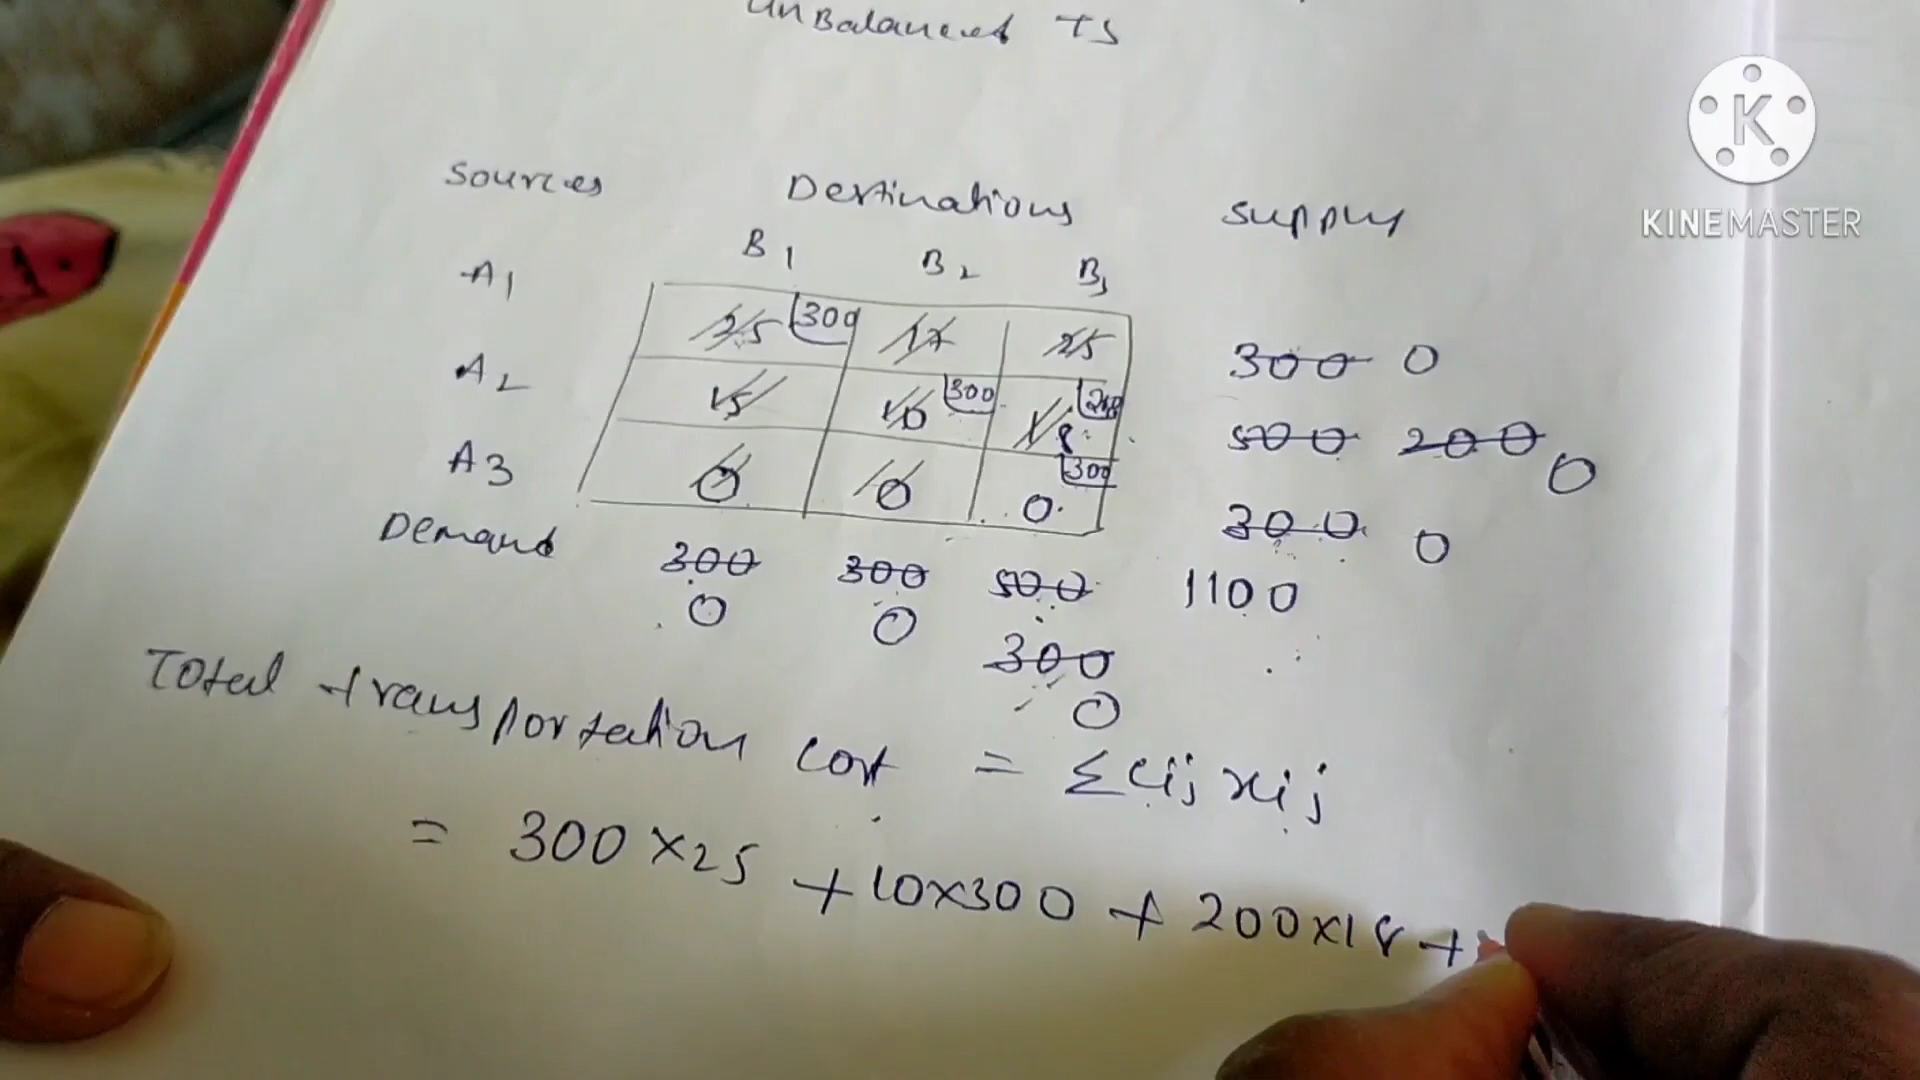 UnBalanced TS
KINEMASTER
Sources Destinations Supply
B1 B2 B3
A1 25 300 17 25 300 0
A2 15 10 300 18 200 500 200 0
A3 0 0 0 300 300 0
Demand 300 300 500 1100
0 0 300
0
Total transportation cost = Σcij xij
= 300 × 25 + 10×300 + 200×18 +